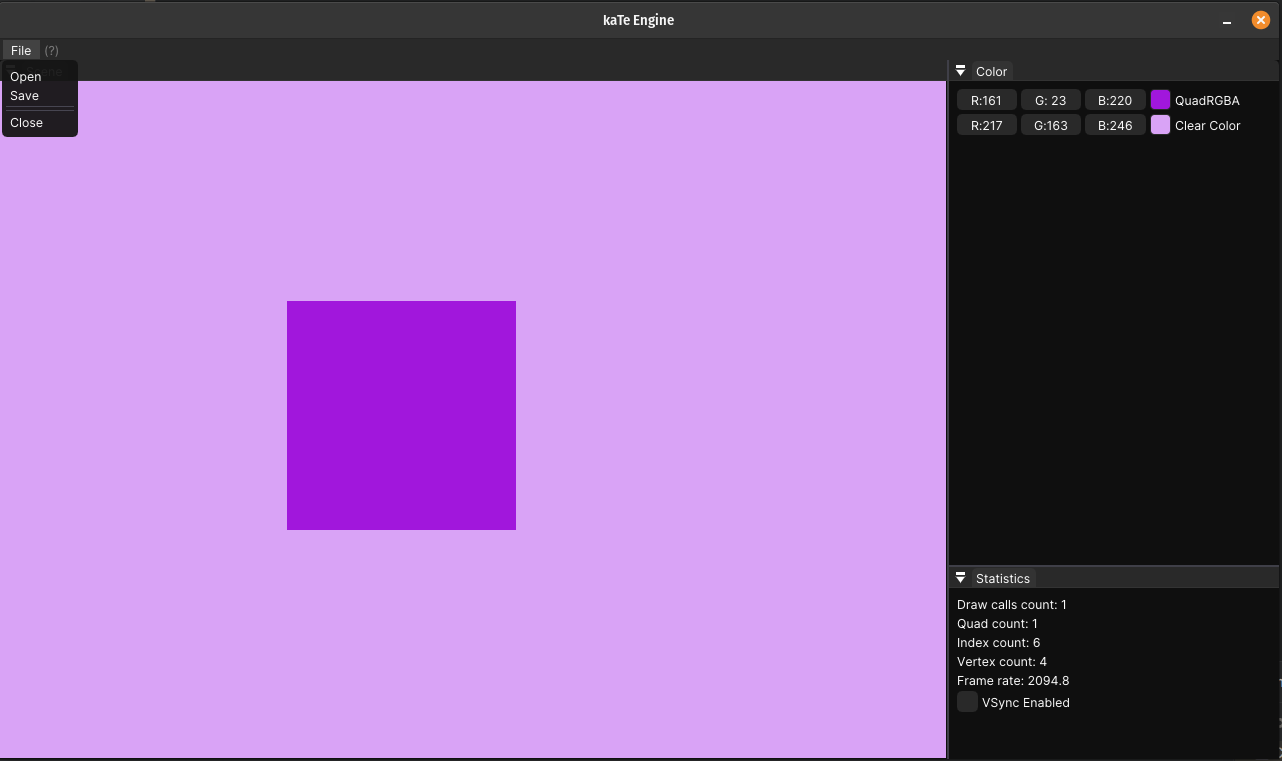 kaTe Engine
File (?)
Open
Save
Close
Color
R:161 G: 23 B:220 QuadRGBA
R:217 G:163 B:246 Clear Color
Statistics
Draw calls count: 1
Quad count: 1
Index count: 6
Vertex count: 4
Frame rate: 2094.8
VSync Enabled